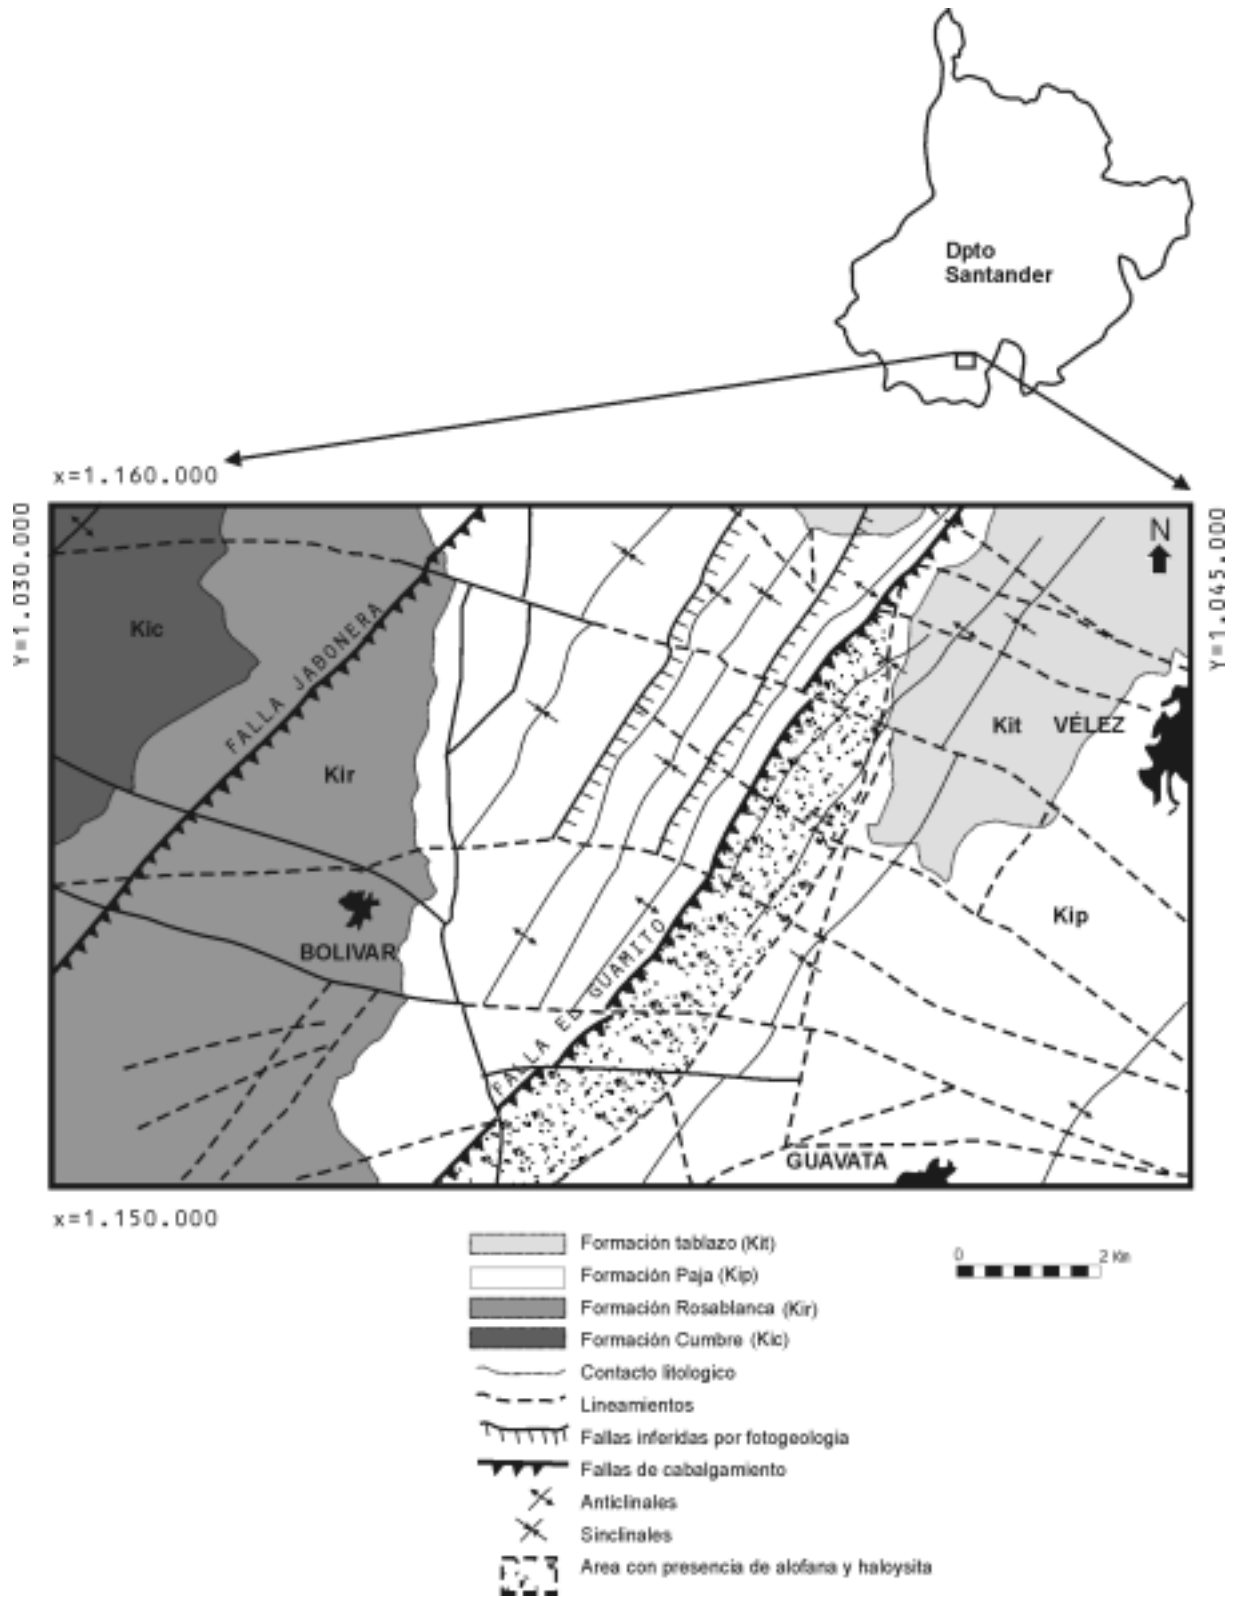 Dpto
Santander
x=1.160.000
Y=1.030.000
Y=1.045.000
N
Kic
FALLA JABONERA
Kir
Kit
VÉLEZ
Kip
BOLIVAR
FALLA EL GUAMITO
GUAVATA
x=1.150.000
Formación tablazo (Kit)
Formación Paja (Kip)
Formación Rosablanca (Kir)
Formación Cumbre (Kic)
Contacto litologico
Lineamientos
Fallas inferidas por fotogeologia
Fallas de cabalgamiento
Anticlinales
Sinclinales
Area con presencia de alofana y haloysita
0 2 Km